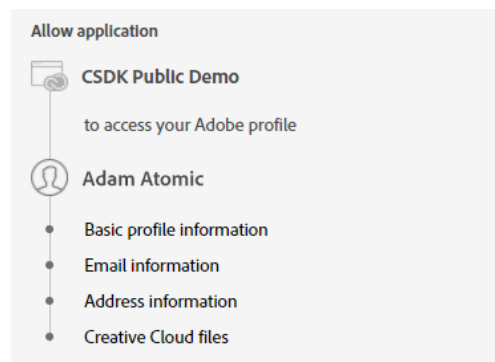 Allow application
CSDK Public Demo
to access your Adobe profile
Adam Atomic
Basic profile information
Email information
Address information
Creative Cloud files